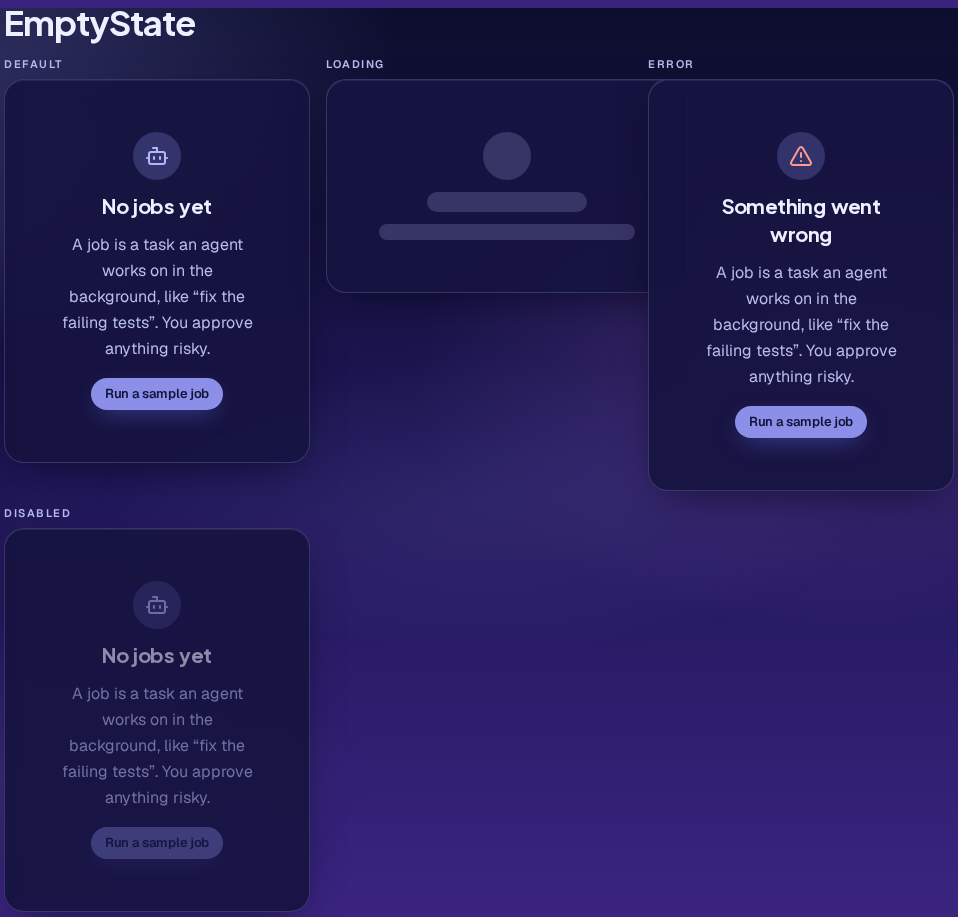 EmptyState
DEFAULT
No jobs yet
A job is a task an agent
works on in the
background, like “fix the
failing tests”. You approve
anything risky.
Run a sample job
LOADING
ERROR
Something went
wrong
A job is a task an agent
works on in the
background, like “fix the
failing tests”. You approve
anything risky.
Run a sample job
DISABLED
No jobs yet
A job is a task an agent
works on in the
background, like “fix the
failing tests”. You approve
anything risky.
Run a sample job